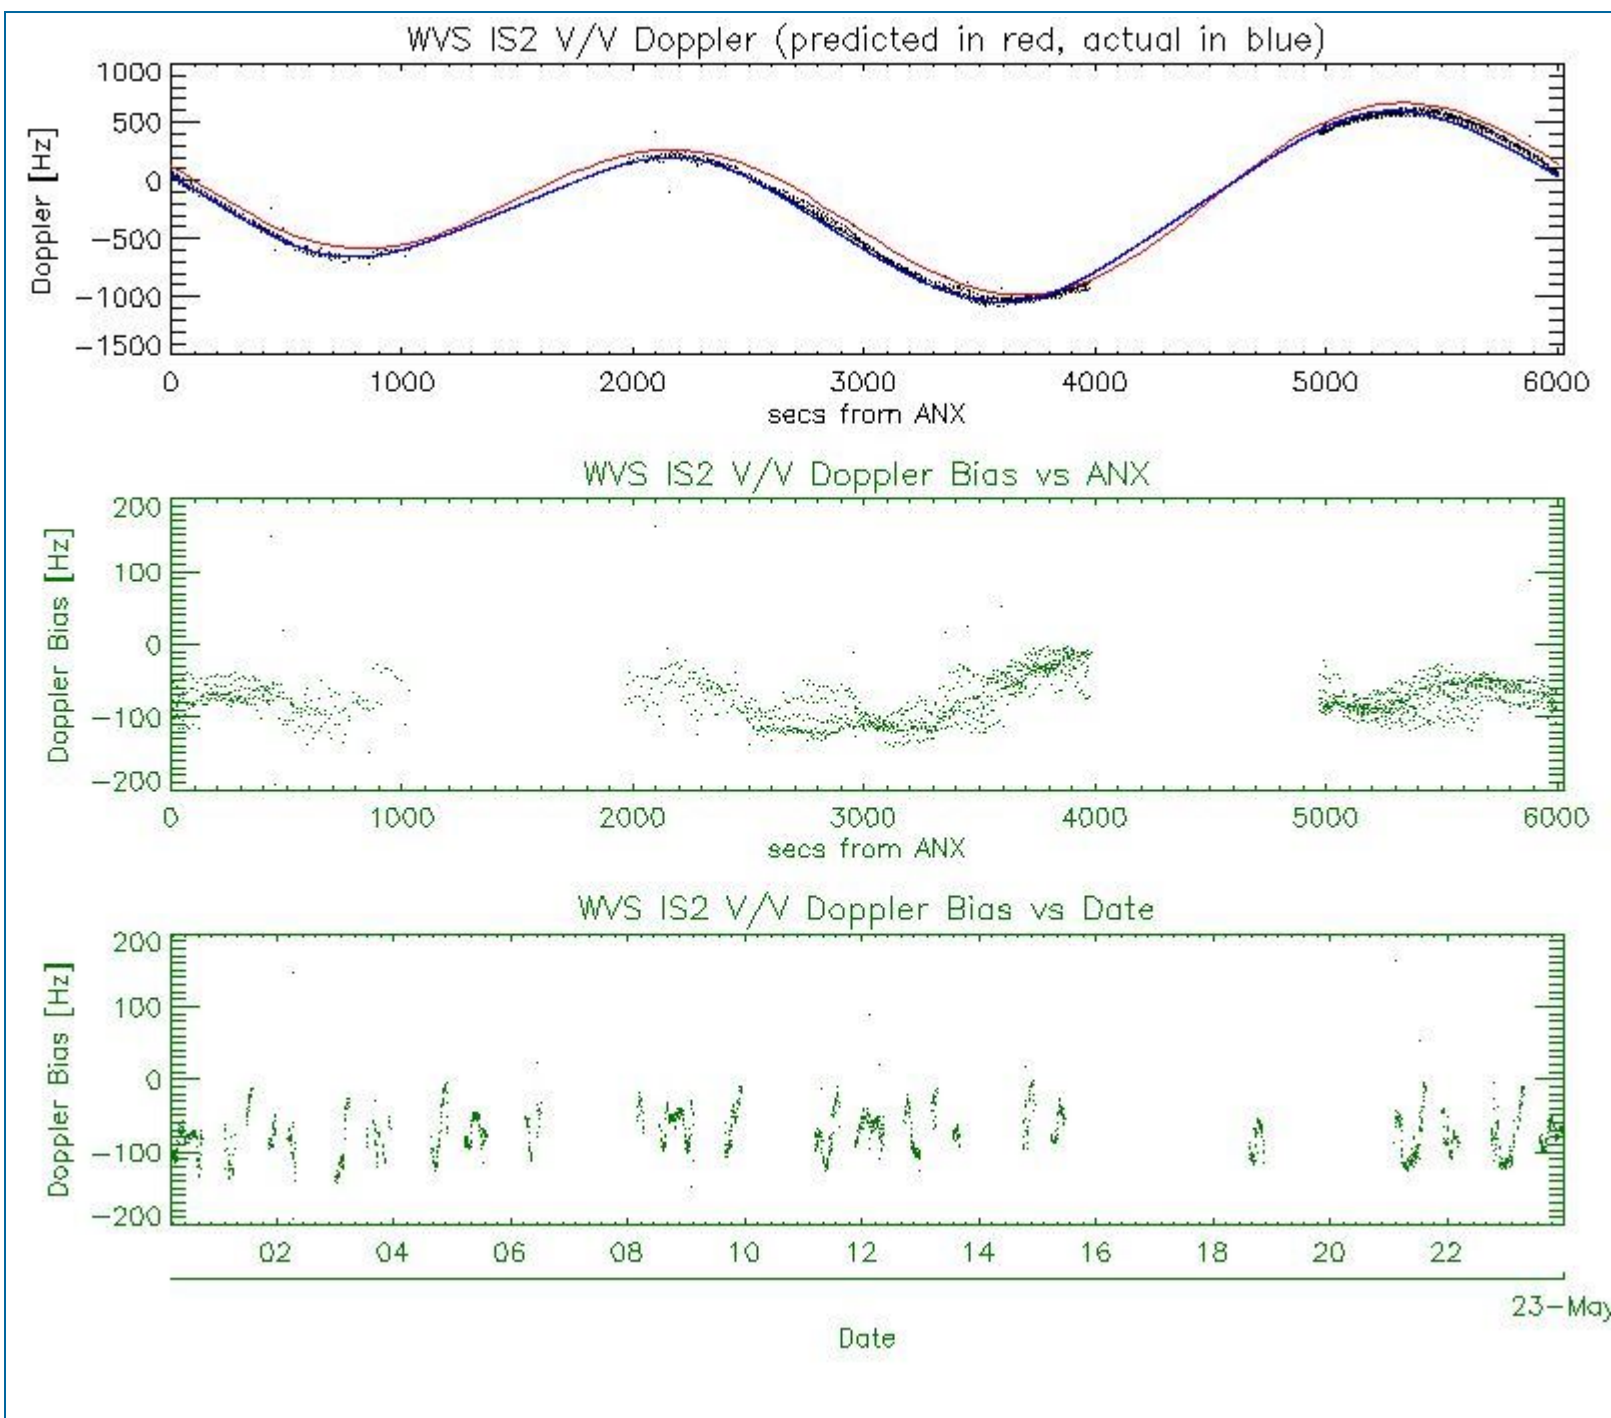 WVS IS2 V/V Doppler (predicted in red, actual in blue)
1000
500
0
−500
−1000
−1500
Doppler [Hz]
0 1000 2000 3000 4000 5000 6000
secs from ANX
WVS IS2 V/V Doppler Bias vs ANX
200
100
0
−100
−200
Doppler Bias [Hz]
0 1000 2000 3000 4000 5000 6000
secs from ANX
WVS IS2 V/V Doppler Bias vs Date
200
100
0
−100
−200
Doppler Bias [Hz]
02 04 06 08 10 12 14 16 18 20 22
23−May
Date